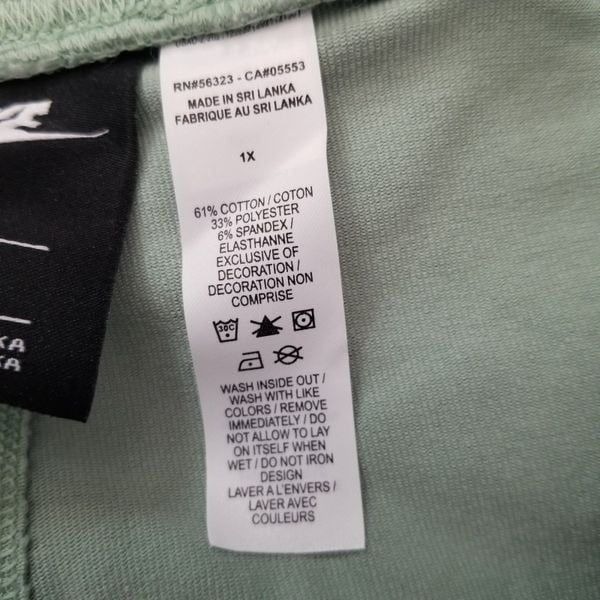 RN#56323 - CA#05553
MADE IN SRI LANKA
FABRIQUE AU SRI LANKA
1X
61% COTTON / COTON
33% POLYESTER
6% SPANDEX /
ELASTHANNE
EXCLUSIVE OF
DECORATION /
DECORATION NON
COMPRISE
30C
WASH INSIDE OUT /
WASH WITH LIKE
COLORS / REMOVE
IMMEDIATELY / DO
NOT ALLOW TO LAY
ON ITSELF WHEN
WET / DO NOT IRON
DESIGN
LAVER A L'ENVERS /
LAVER AVEC
COULEURS
KA
KA